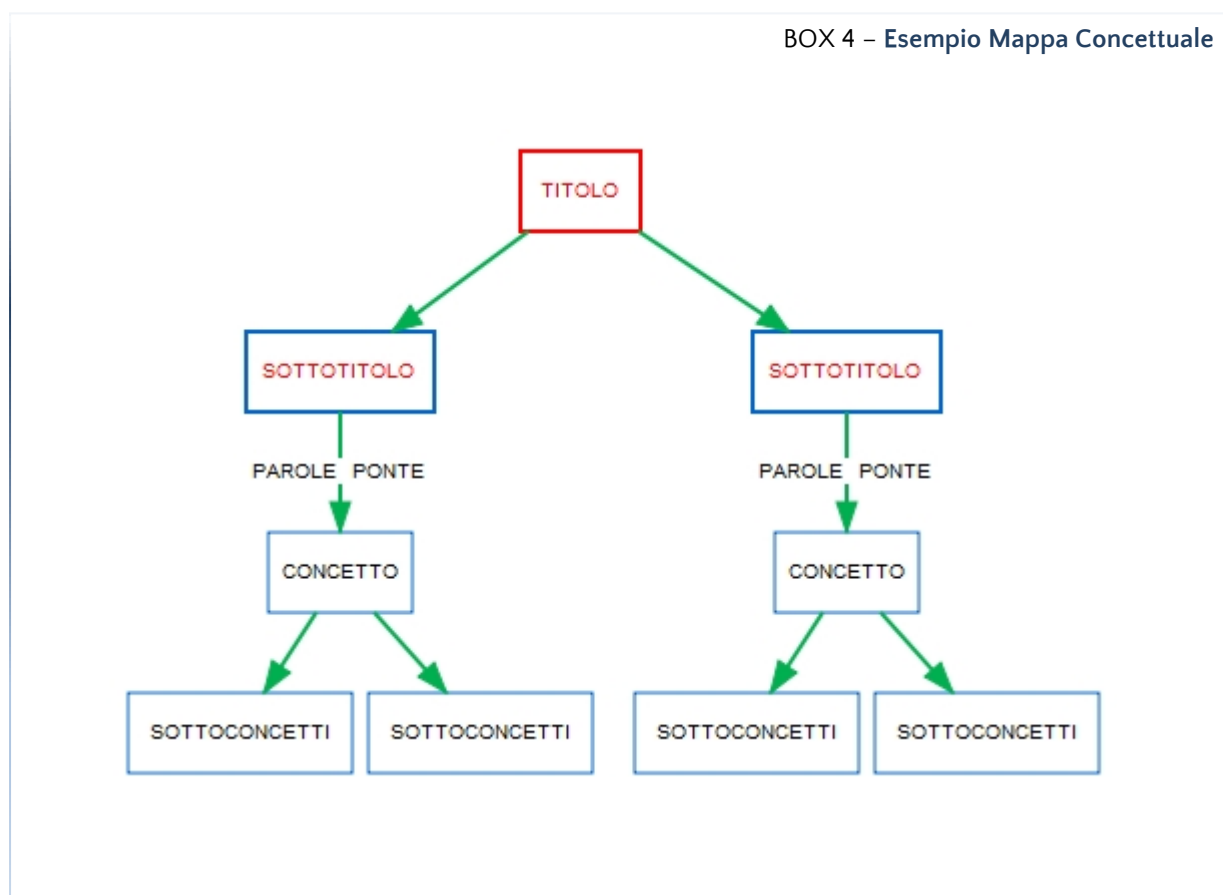 BOX 4 – Esempio Mappa Concettuale
TITOLO
SOTTOTITOLO SOTTOTITOLO
PAROLE PONTE PAROLE PONTE
CONCETTO CONCETTO
SOTTOCONCETTI SOTTOCONCETTI SOTTOCONCETTI SOTTOCONCETTI